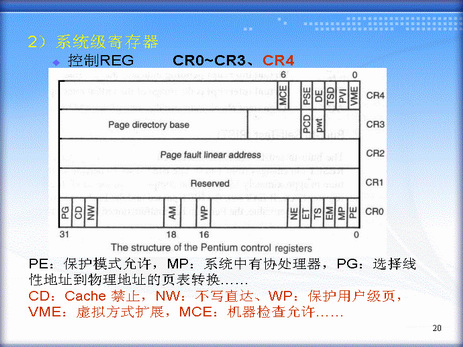 2）系统级寄存器
控制REG CR0~CR3、CR4
6 0
MCE PSE DE TSD PVI VME CR4
Page directory base PCD pwt CR3
Page fault linear address CR2
Reserved CR1
PG CD NW AM WP NE ET TS EM MP PE CR0
31 18 16 0
The structure of the Pentium control registers
PE：保护模式允许，MP：系统中有协处理器，PG：选择线
性地址到物理地址的页表转换……
CD：Cache 禁止，NW：不写直达、WP：保护用户级页，
VME：虚拟方式扩展，MCE：机器检查允许……
20